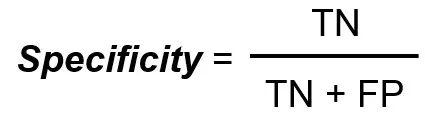 TN
Specificity =
TN + FP